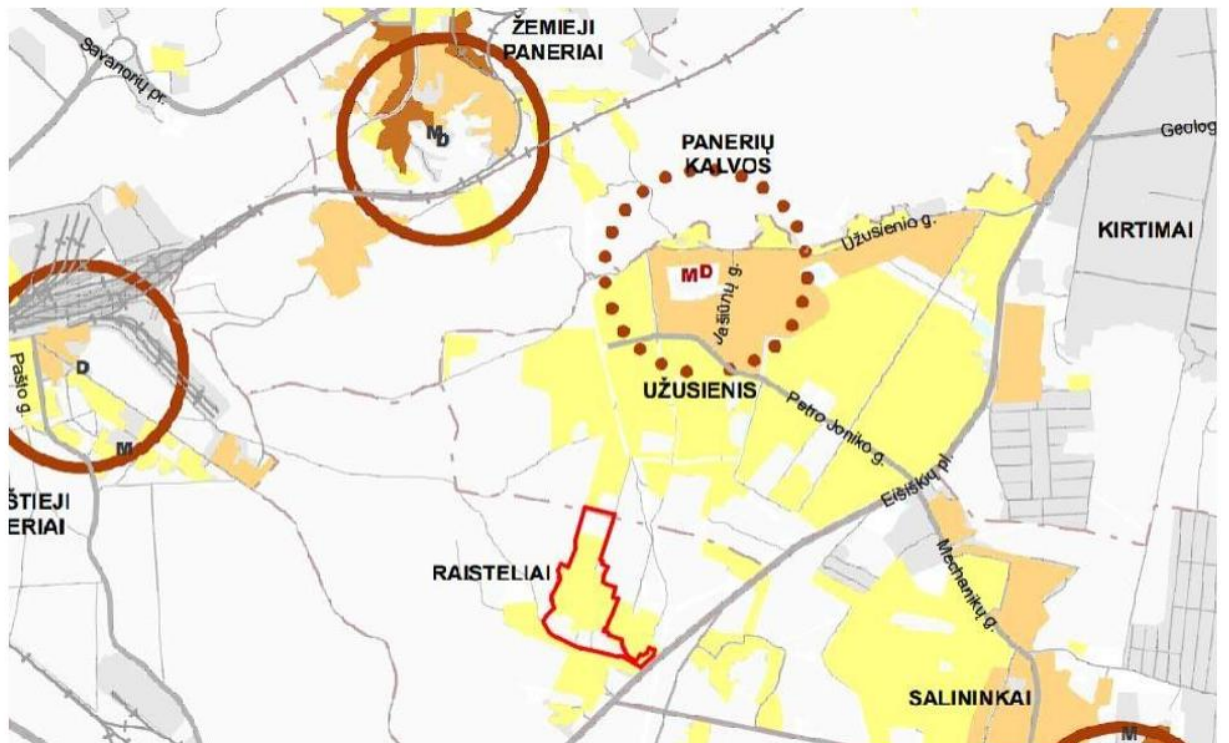 ŽEMIEJI
PANERIAI
Savanorių pr.
M
D
PANERIŲ
KALVOS
Geolog
KIRTIMAI
Užusienio g.
MD
Jašiūnų g.
Pašto g.
D
M
UŽUSIENIS
Petro Joniko g.
Eišiškių pl.
ŠTIEJI
ERIAI
RAISTELIAI
Mechanikų g.
SALININKAI
M